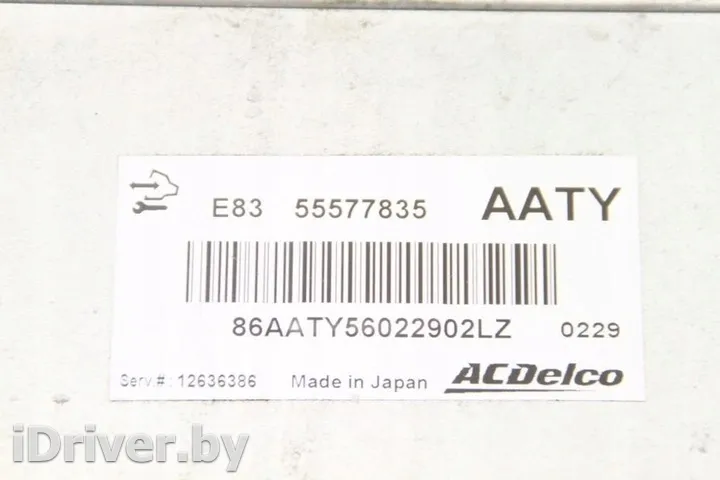 E83 55577835 AATY
86AATY56022902LZ 0229
Serv.#: 12636386 Made in Japan ACDelco
iDriver.by